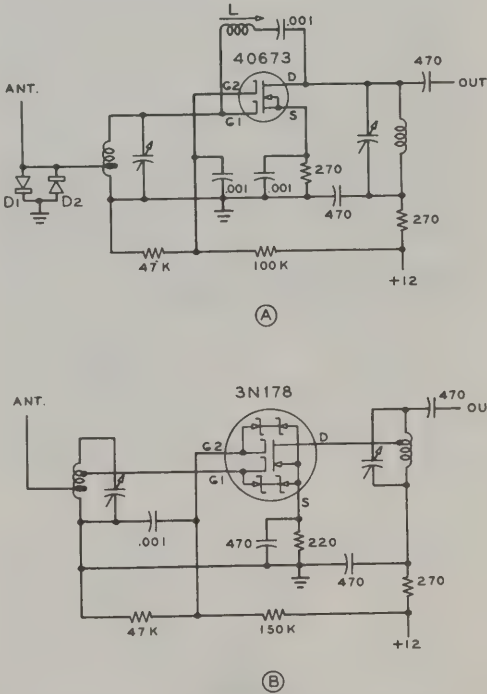 L
.001
40673
470
OUT
ANT.
G2
D
G1
S
D1
D2
.001
.001
270
470
270
47K
100K
+12
A
3N178
470
OU
ANT.
G2
D
G1
S
.001
470
220
470
270
47K
150K
+12
B